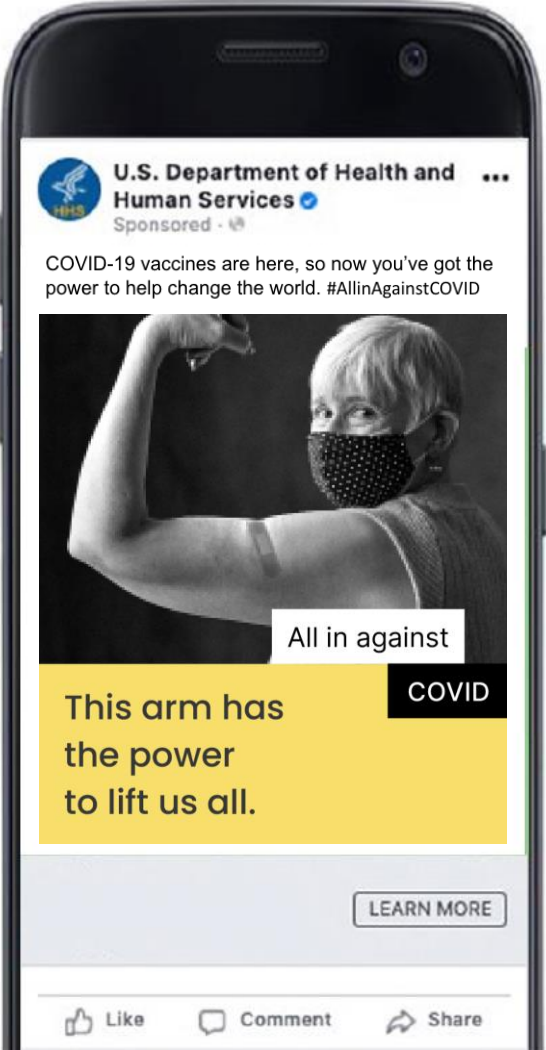 HHS
U.S. Department of Health and
Human Services
Sponsored ·
COVID-19 vaccines are here, so now you’ve got the
power to help change the world. #AllinAgainstCOVID
All in against
COVID
This arm has
the power
to lift us all.
LEARN MORE
Like Comment Share